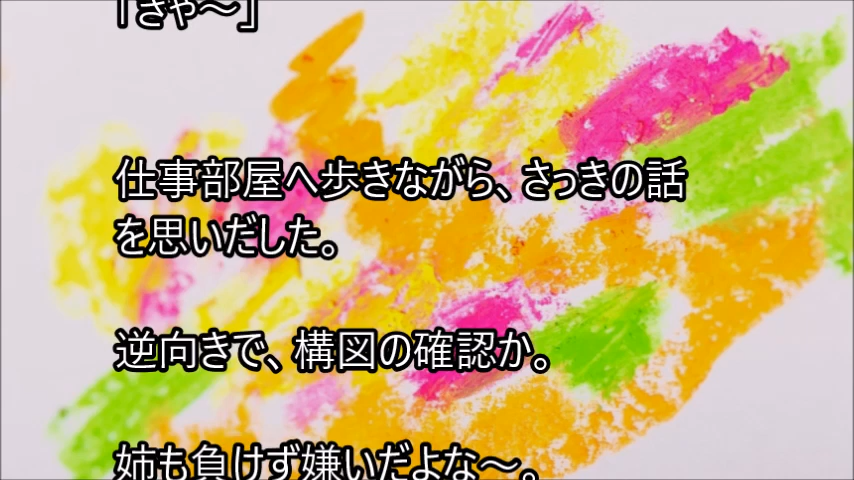 「きや〜」
仕事部屋へ歩きながら、さっきの話
を思いだした。
逆向きで、構図の確認か。
姉も負けず嫌いだよな〜。